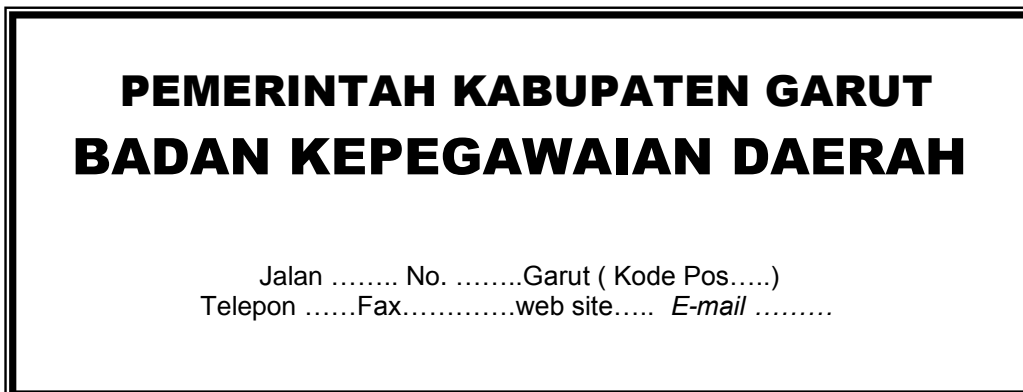 PEMERINTAH KABUPATEN GARUT
BADAN KEPEGAWAIAN DAERAH
Jalan …….. No. ……..Garut ( Kode Pos…..)
Telepon ……Fax………….web site….. E-mail ………